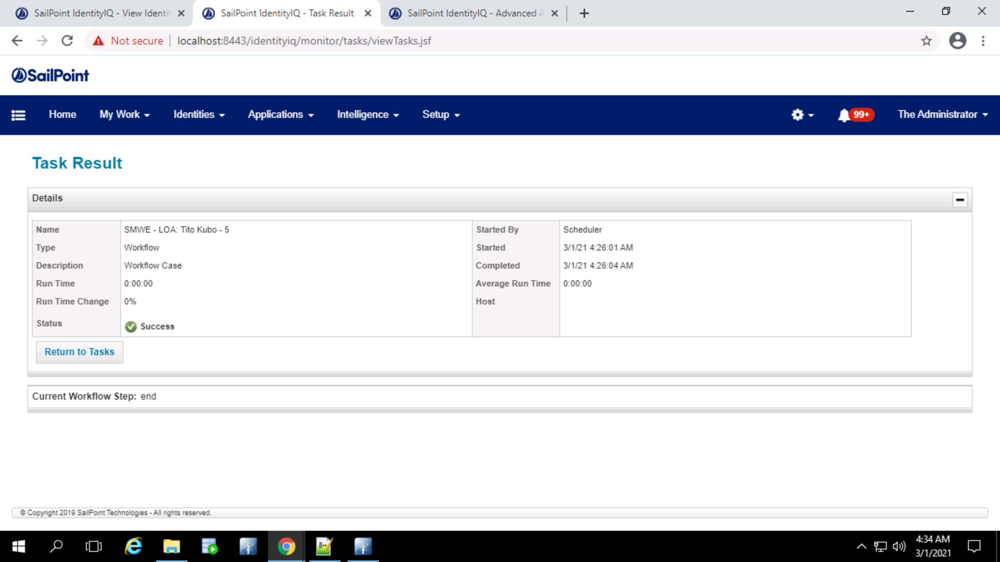 SailPoint IdentityIQ - View Identit
SailPoint IdentityIQ - Task Result
SailPoint IdentityIQ - Advanced A
Not secure
localhost:8443/identityiq/monitor/tasks/viewTasks.jsf
SailPoint
Home
My Work
Identities
Applications
Intelligence
Setup
99+
The Administrator
Task Result
Details
Name SMWE - LOA: Tito Kubo - 5 Started By Scheduler
Type Workflow Started 3/1/21 4:26:01 AM
Description Workflow Case Completed 3/1/21 4:26:04 AM
Run Time 0:00:00 Average Run Time 0:00:00
Run Time Change 0% Host
Status Success
Return to Tasks
Current Workflow Step: end
© Copyright 2019 SailPoint Technologies - All rights reserved.
4:34 AM
3/1/2021